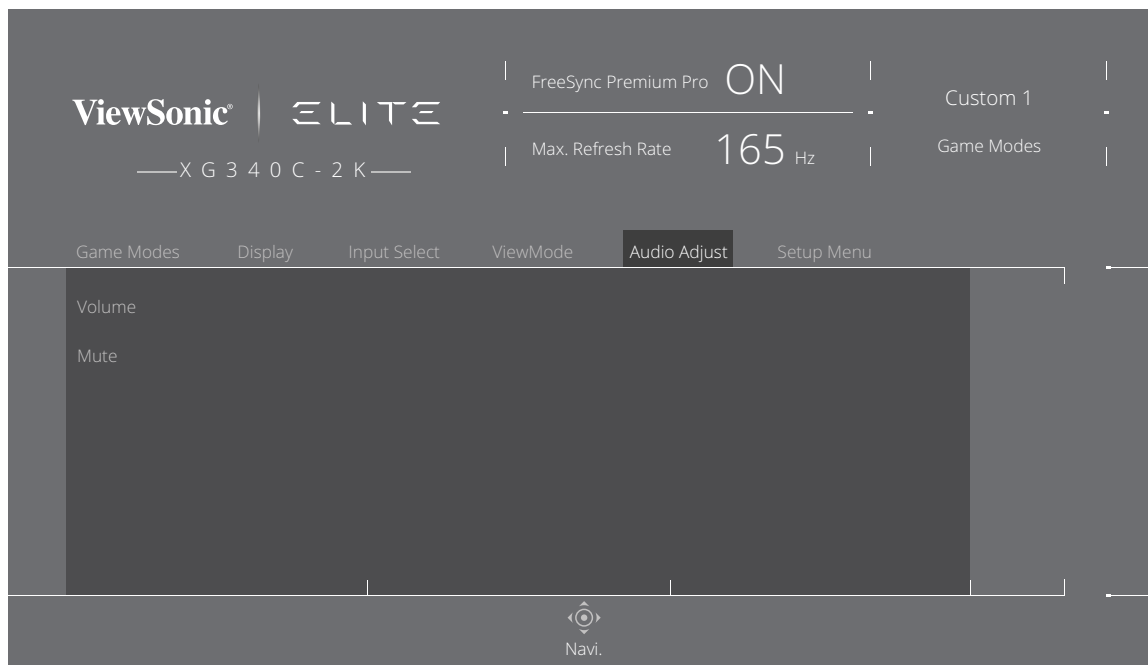 ViewSonic® ELITE
XG340C-2K
FreeSync Premium Pro ON
Max. Refresh Rate 165 Hz
Custom 1
Game Modes
Game Modes Display Input Select ViewMode Audio Adjust Setup Menu
Volume
Mute
Navi.